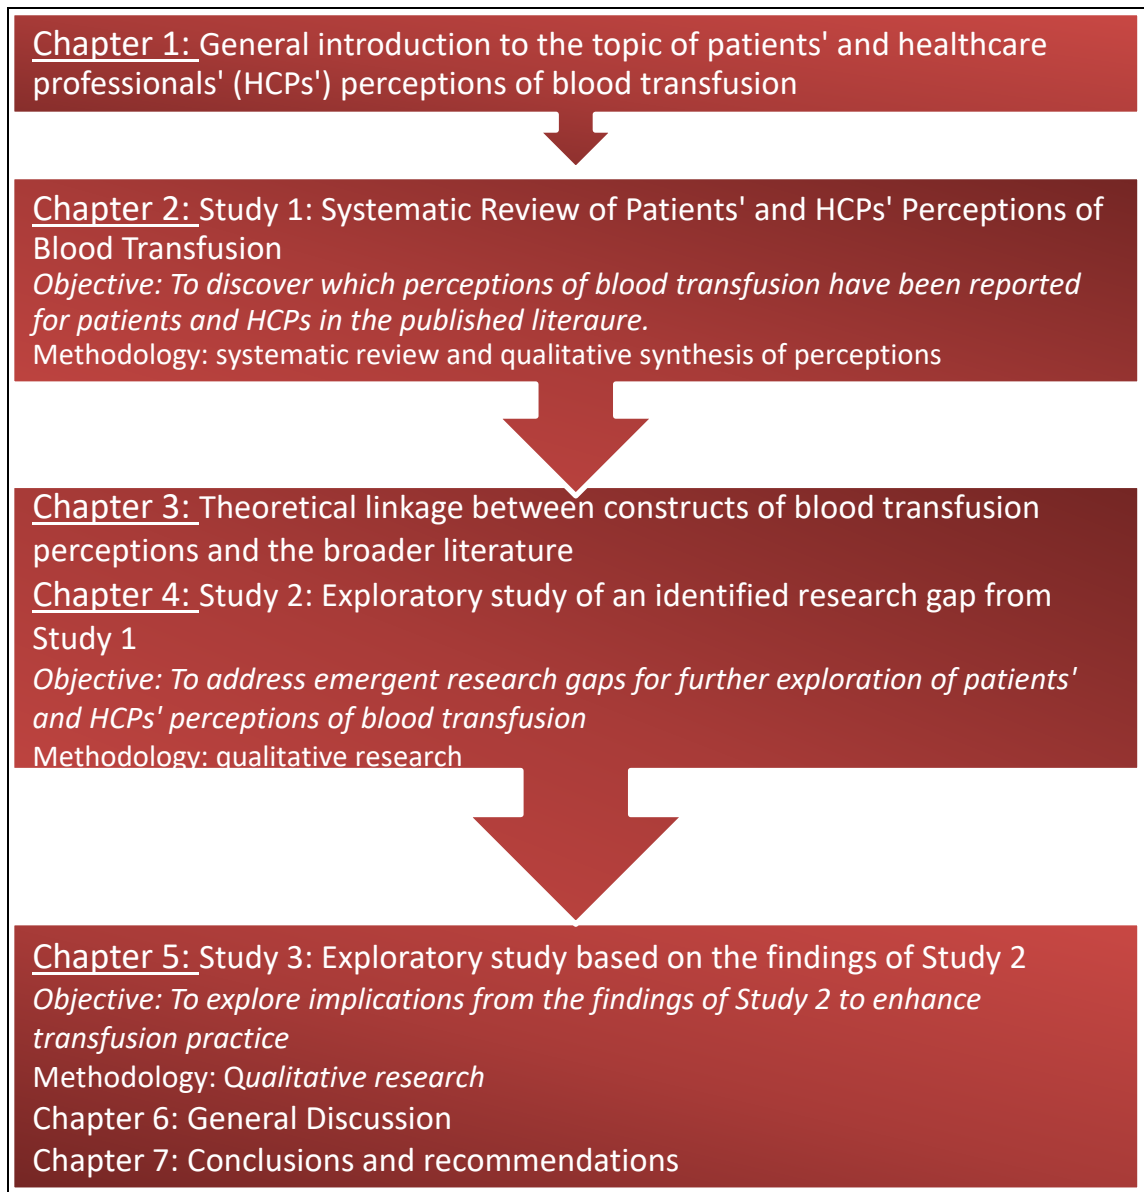 Chapter 1: General introduction to the topic of patients' and healthcare
professionals' (HCPs') perceptions of blood transfusion
Chapter 2: Study 1: Systematic Review of Patients' and HCPs' Perceptions of
Blood Transfusion
Objective: To discover which perceptions of blood transfusion have been reported
for patients and HCPs in the published literaure.
Methodology: systematic review and qualitative synthesis of perceptions
Chapter 3: Theoretical linkage between constructs of blood transfusion
perceptions and the broader literature
Chapter 4: Study 2: Exploratory study of an identified research gap from
Study 1
Objective: To address emergent research gaps for further exploration of patients'
and HCPs' perceptions of blood transfusion
Methodology: qualitative research
Chapter 5: Study 3: Exploratory study based on the findings of Study 2
Objective: To explore implications from the findings of Study 2 to enhance
transfusion practice
Methodology: Qualitative research
Chapter 6: General Discussion
Chapter 7: Conclusions and recommendations